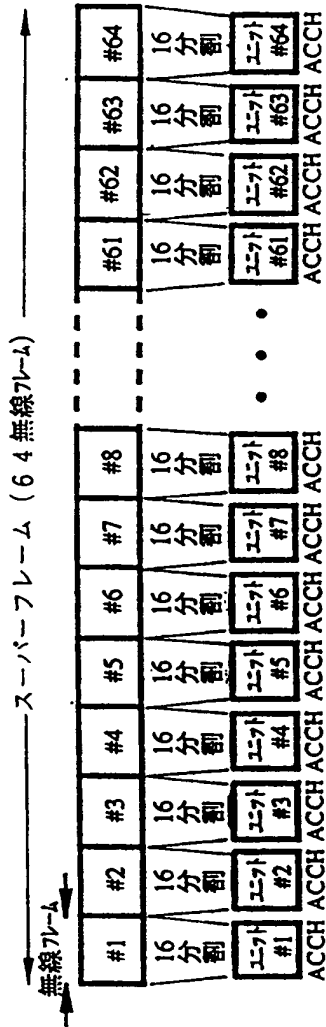 スーパーフレーム (64無線フレーム)
無線フレーム
#1 #2 #3 #4 #5 #6 #7 #8 #61 #62 #63 #64
16分割 16分割 16分割 16分割 16分割 16分割 16分割 16分割 16分割 16分割 16分割 16分割
ユニット#1 ユニット#2 ユニット#3 ユニット#4 ユニット#5 ユニット#6 ユニット#7 ユニット#8 ユニット#61 ユニット#62 ユニット#63 ユニット#64
ACCH ACCH ACCH ACCH ACCH ACCH ACCH ACCH ACCH ACCH ACCH ACCH